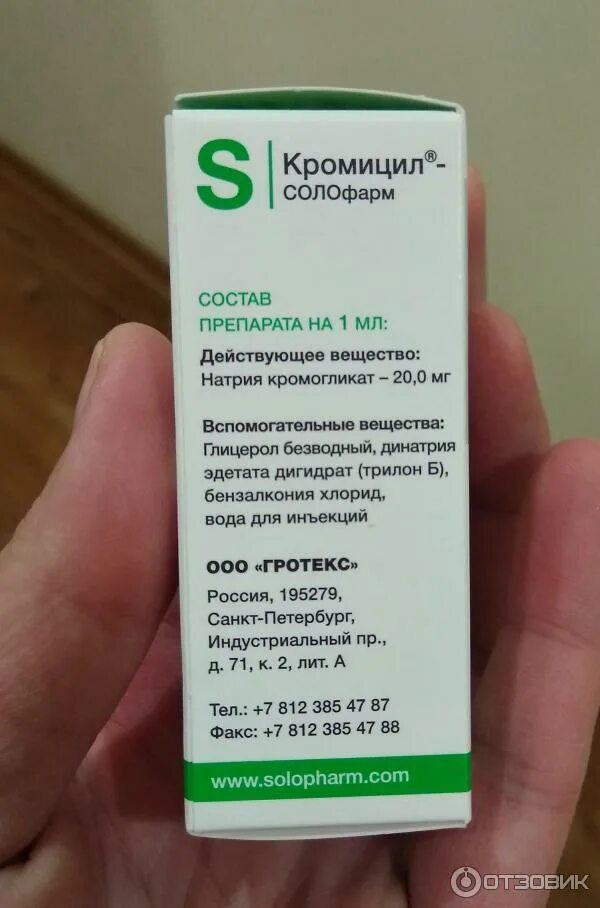 S
Кромицил®-
СОЛОфарм
СОСТАВ
ПРЕПАРАТА НА 1 МЛ:
Действующее вещество:
Натрия кромогликат – 20,0 мг
Вспомогательные вещества:
Глицерол безводный, динатрия
эдетата дигидрат (трилон Б),
бензалкония хлорид,
вода для инъекций
ООО «ГРОТЕКС»
Россия, 195279,
Санкт-Петербург,
Индустриальный пр.,
д. 71, к. 2, лит. А
Тел.: +7 812 385 47 87
Факс: +7 812 385 47 88
www.solopharm.com
ОТЗОВИК